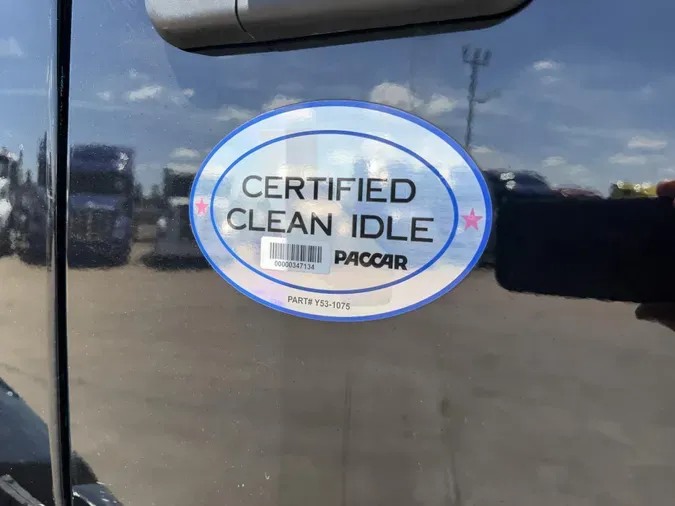 CERTIFIED
CLEAN IDLE
00000347134
PACCAR
PART# Y53-1075